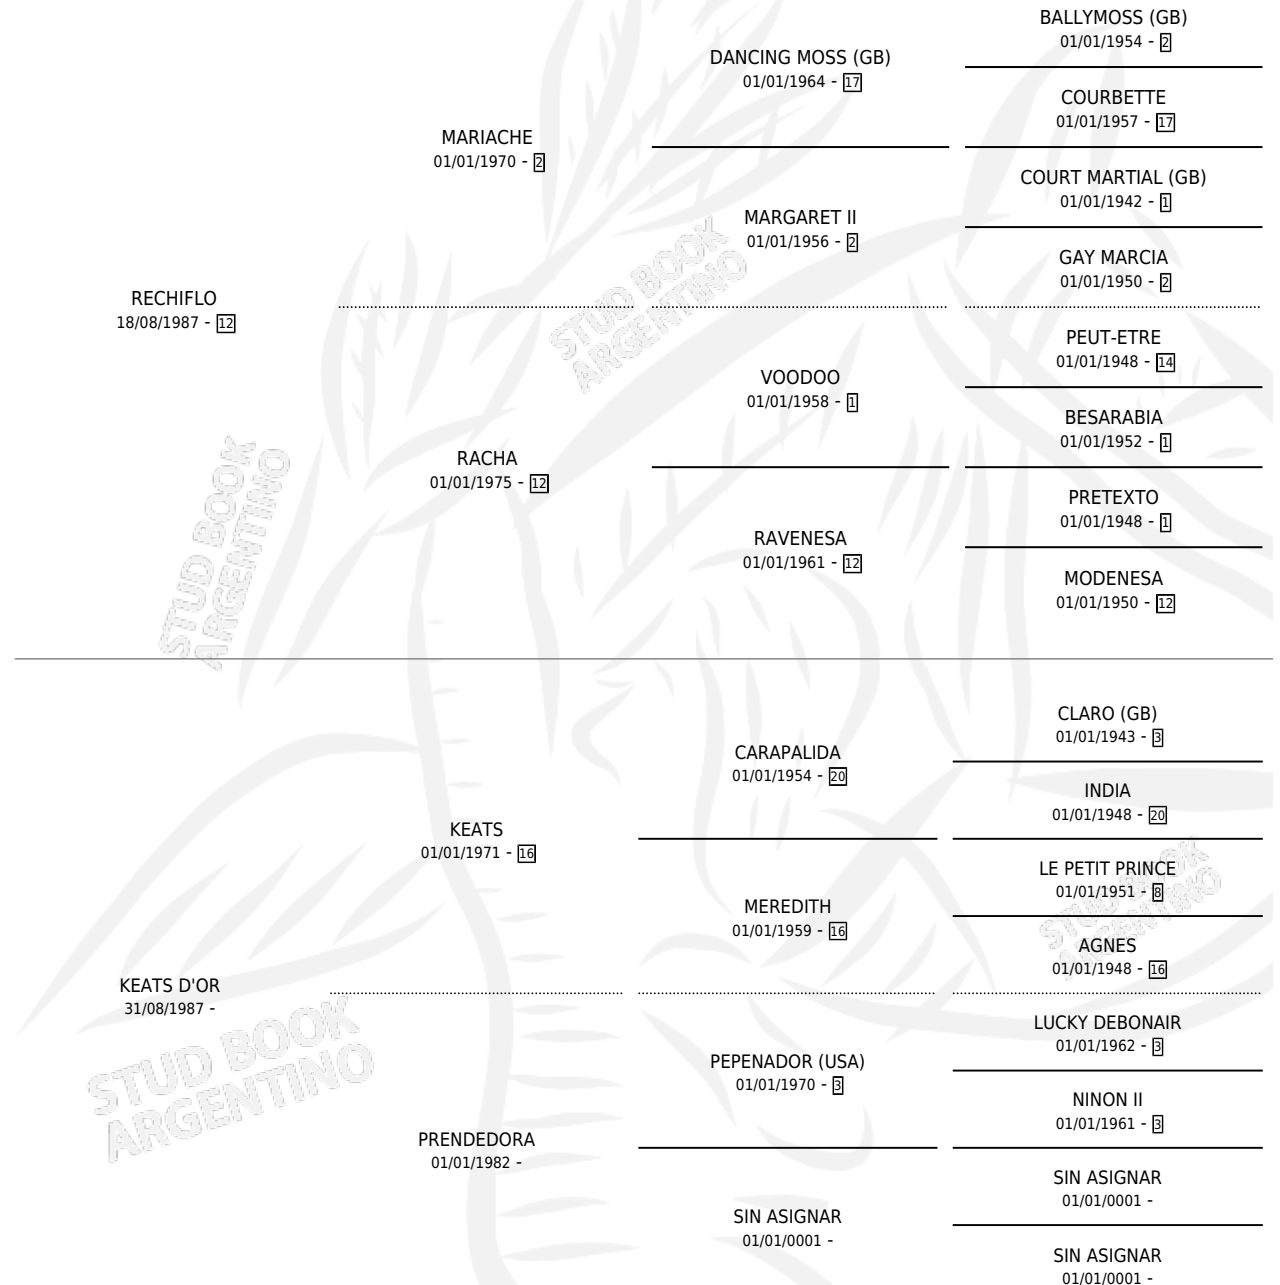 BALLYMOSS (GB)
01/01/1954 - 2
DANCING MOSS (GB)
01/01/1964 - 17
COURBETTE
01/01/1957 - 17
MARIACHE
01/01/1970 - 2
COURT MARTIAL (GB)
01/01/1942 - 1
MARGARET II
01/01/1956 - 2
GAY MARCIA
01/01/1950 - 2
RECHIFLO
18/08/1987 - 12
PEUT-ETRE
01/01/1948 - 14
VOODOO
01/01/1958 - 1
BESARABIA
01/01/1952 - 1
RACHA
01/01/1975 - 12
PRETEXTO
01/01/1948 - 1
RAVENESA
01/01/1961 - 12
MODENESA
01/01/1950 - 12
CLARO (GB)
01/01/1943 - 3
CARAPALIDA
01/01/1954 - 20
INDIA
01/01/1948 - 20
KEATS
01/01/1971 - 16
LE PETIT PRINCE
01/01/1951 - 8
MEREDITH
01/01/1959 - 16
AGNES
01/01/1948 - 16
KEATS D'OR
31/08/1987 -
LUCKY DEBONAIR
01/01/1962 - 3
PEPENADOR (USA)
01/01/1970 - 3
NINON II
01/01/1961 - 3
PRENDEDORA
01/01/1982 -
SIN ASIGNAR
01/01/0001 -
SIN ASIGNAR
01/01/0001 -
SIN ASIGNAR
01/01/0001 -
STUD BOOK
ARGENTINO
STUD BOOK
ARGENTINO
STUD BOOK
ARGENTINO
STUD BOOK
ARGENTINO